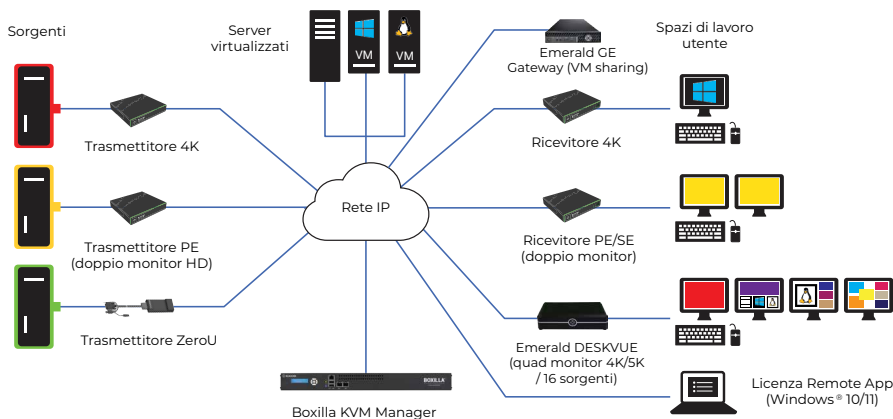 Sorgenti
Server
virtualizzati
VM
VM
Emerald GE
Gateway (VM sharing)
Spazi di lavoro
utente
Trasmettitore 4K
Ricevitore 4K
Rete IP
Trasmettitore PE
(doppio monitor HD)
Ricevitore PE/SE
(doppio monitor)
Trasmettitore ZeroU
Emerald DESKVUE
(quad monitor 4K/5K
/ 16 sorgenti)
BOXILLA
Boxilla KVM Manager
Licenza Remote App
(Windows® 10/11)